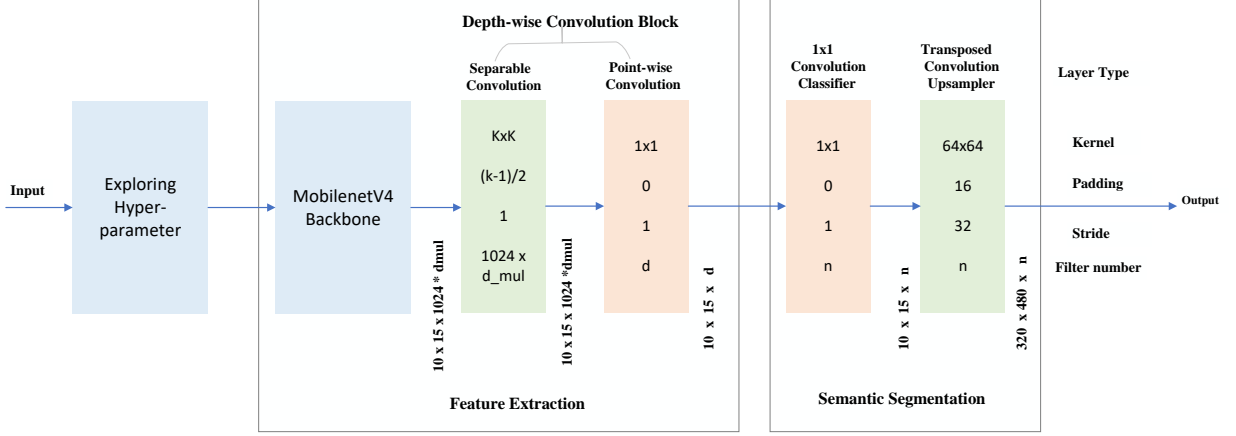 Depth-wise Convolution Block
Separable
Convolution
Point-wise
Convolution
1x1
Convolution
Classifier
Transposed
Convolution
Upsampler
Layer Type
Input
Exploring
Hyper-
parameter
MobilenetV4
Backbone
KxK
(k-1)/2
1
1024 x
d_mul
1x1
0
1
d
1x1
0
1
n
64x64
16
32
n
Kernel
Padding
Output
Stride
Filter number
10 x 15 x 1024 * dmul
10 x 15 x 1024 *dmul
10 x 15 x d
10 x 15 x n
320 x 480 x n
Feature Extraction
Semantic Segmentation